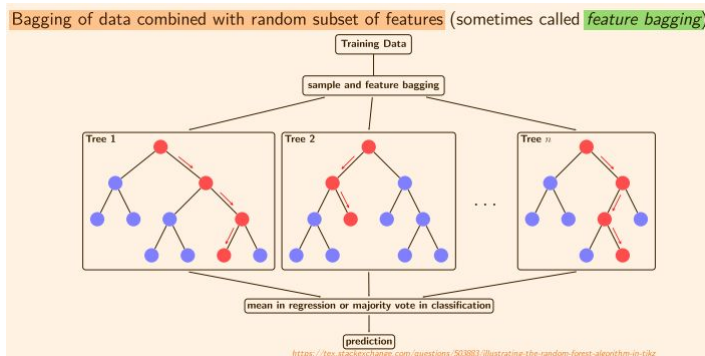 Bagging of data combined with random subset of features (sometimes called feature bagging)
Training Data
sample and feature bagging
Tree 1
Tree 2
Tree n
. . .
mean in regression or majority vote in classification
prediction
https://tex.stackexchange.com/questions/503883/illustrating-the-random-forest-algorithm-in-tikz